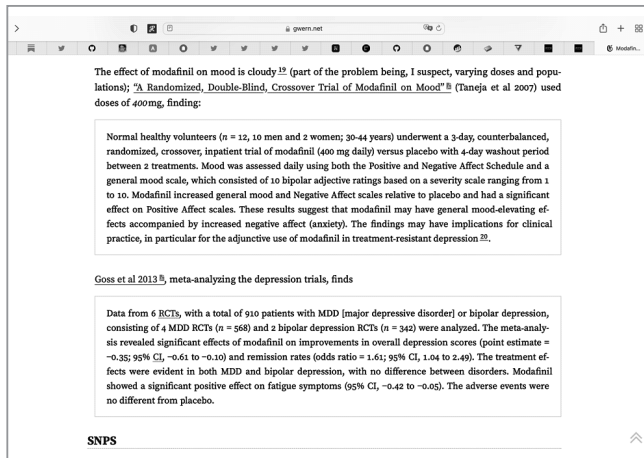 gwern.net
Modafin...
The effect of modafinil on mood is cloudy 19 (part of the problem being, I suspect, varying doses and popu-
lations); “A Randomized, Double-Blind, Crossover Trial of Modafinil on Mood” (Taneja et al 2007) used
doses of 400mg, finding:
Normal healthy volunteers (n = 12, 10 men and 2 women; 30-44 years) underwent a 3-day, counterbalanced,
randomized, crossover, inpatient trial of modafinil (400 mg daily) versus placebo with 4-day washout period
between 2 treatments. Mood was assessed daily using both the Positive and Negative Affect Schedule and a
general mood scale, which consisted of 10 bipolar adjective ratings based on a severity scale ranging from 1
to 10. Modafinil increased general mood and Negative Affect scales relative to placebo and had a significant
effect on Positive Affect scales. These results suggest that modafinil may have general mood-elevating ef-
fects accompanied by increased negative affect (anxiety). The findings may have implications for clinical
practice, in particular for the adjunctive use of modafinil in treatment-resistant depression 20.
Goss et al 2013, meta-analyzing the depression trials, finds
Data from 6 RCTs, with a total of 910 patients with MDD [major depressive disorder] or bipolar depression,
consisting of 4 MDD RCTs (n = 568) and 2 bipolar depression RCTs (n = 342) were analyzed. The meta-analy-
sis revealed significant effects of modafinil on improvements in overall depression scores (point estimate =
−0.35; 95% CI, −0.61 to −0.10) and remission rates (odds ratio = 1.61; 95% CI, 1.04 to 2.49). The treatment ef-
fects were evident in both MDD and bipolar depression, with no difference between disorders. Modafinil
showed a significant positive effect on fatigue symptoms (95% CI, −0.42 to −0.05). The adverse events were
no different from placebo.
SNPS